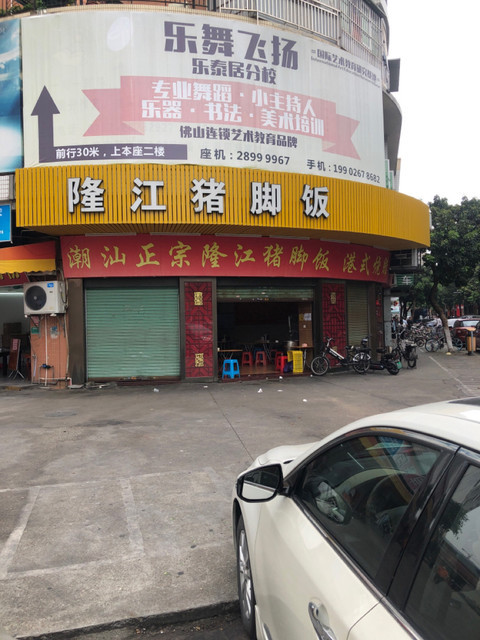 乐舞飞扬
国际艺术教育
乐泰居分校
专业舞蹈·小主持人
乐器·书法·美术培训
佛山连锁艺术教育品牌
前行30米，上本座二楼
座机：2899 9967
手机：199 0267 8682
隆江猪脚饭
潮汕正宗隆江猪脚饭 港式烧